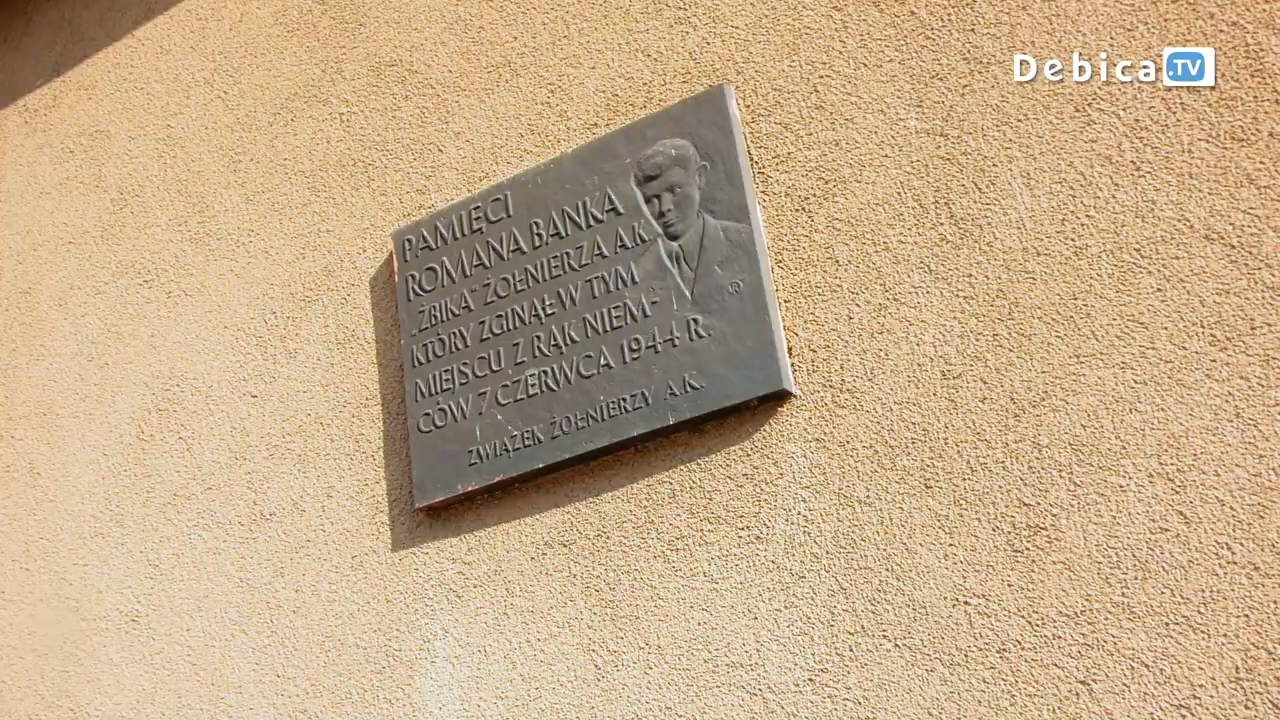 Debica.TV
PAMIĘCI
ROMANA BANKA
„ŻBIKA" ŻOŁNIERZA A.K
KTÓRY ZGINĄŁ W TYM
MIEJSCU Z RĄK NIEM-
CÓW 7 CZERWCA 1944 R.
ZWIĄZEK ŻOŁNIERZY A.K.